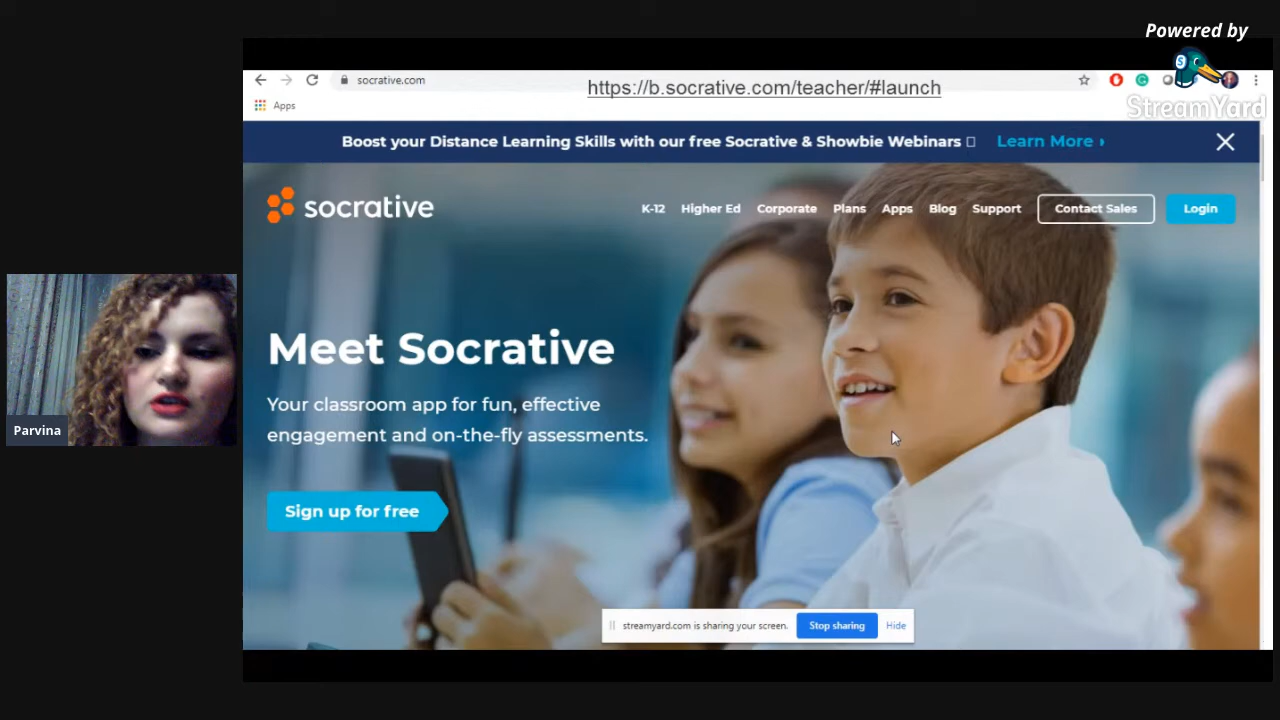 Powered by
StreamYard
socrative.com
https://b.socrative.com/teacher/#launch
Apps
Boost your Distance Learning Skills with our free Socrative & Showbie Webinars Learn More ›
socrative
K-12 Higher Ed Corporate Plans Apps Blog Support Contact Sales Login
Meet Socrative
Your classroom app for fun, effective
engagement and on-the-fly assessments.
Sign up for free
Parvina
streamyard.com is sharing your screen. Stop sharing Hide